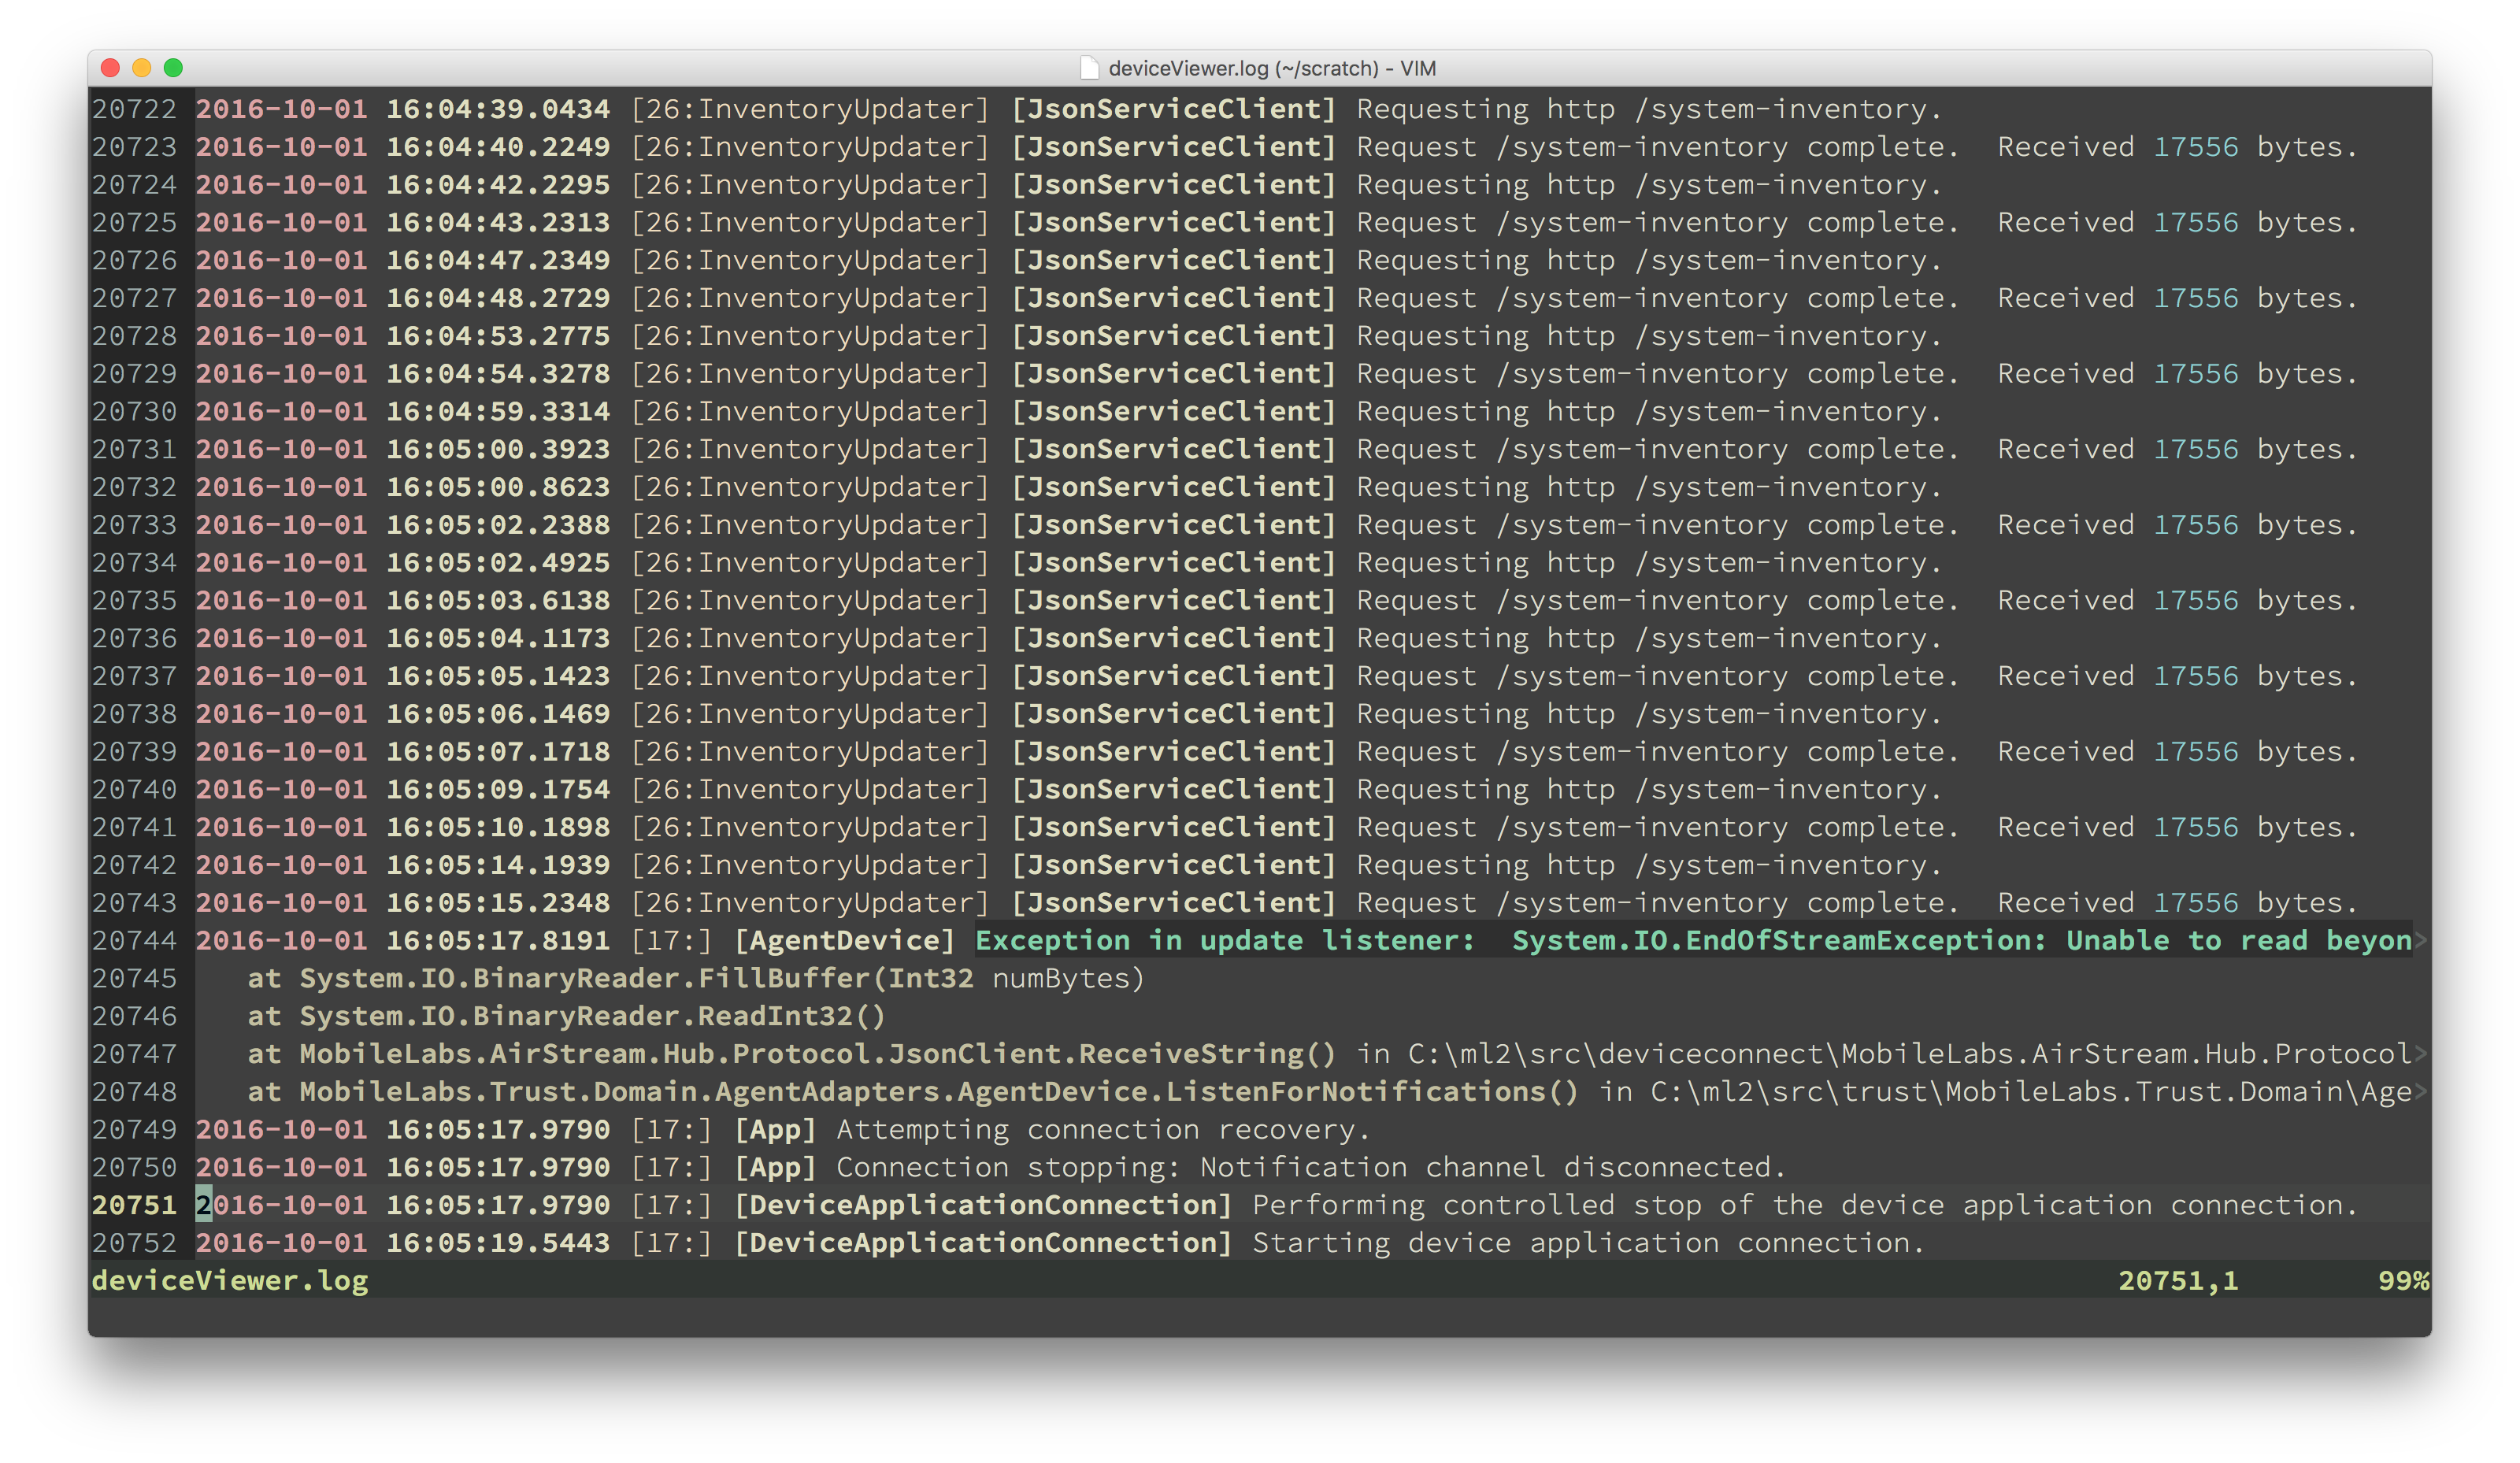 deviceViewer.log (~/scratch) - VIM
20722 2016-10-01 16:04:39.0434 [26:InventoryUpdater] [JsonServiceClient] Requesting http /system-inventory.
20723 2016-10-01 16:04:40.2249 [26:InventoryUpdater] [JsonServiceClient] Request /system-inventory complete.  Received 17556 bytes.
20724 2016-10-01 16:04:42.2295 [26:InventoryUpdater] [JsonServiceClient] Requesting http /system-inventory.
20725 2016-10-01 16:04:43.2313 [26:InventoryUpdater] [JsonServiceClient] Request /system-inventory complete.  Received 17556 bytes.
20726 2016-10-01 16:04:47.2349 [26:InventoryUpdater] [JsonServiceClient] Requesting http /system-inventory.
20727 2016-10-01 16:04:48.2729 [26:InventoryUpdater] [JsonServiceClient] Request /system-inventory complete.  Received 17556 bytes.
20728 2016-10-01 16:04:53.2775 [26:InventoryUpdater] [JsonServiceClient] Requesting http /system-inventory.
20729 2016-10-01 16:04:54.3278 [26:InventoryUpdater] [JsonServiceClient] Request /system-inventory complete.  Received 17556 bytes.
20730 2016-10-01 16:04:59.3314 [26:InventoryUpdater] [JsonServiceClient] Requesting http /system-inventory.
20731 2016-10-01 16:05:00.3923 [26:InventoryUpdater] [JsonServiceClient] Request /system-inventory complete.  Received 17556 bytes.
20732 2016-10-01 16:05:00.8623 [26:InventoryUpdater] [JsonServiceClient] Requesting http /system-inventory.
20733 2016-10-01 16:05:02.2388 [26:InventoryUpdater] [JsonServiceClient] Request /system-inventory complete.  Received 17556 bytes.
20734 2016-10-01 16:05:02.4925 [26:InventoryUpdater] [JsonServiceClient] Requesting http /system-inventory.
20735 2016-10-01 16:05:03.6138 [26:InventoryUpdater] [JsonServiceClient] Request /system-inventory complete.  Received 17556 bytes.
20736 2016-10-01 16:05:04.1173 [26:InventoryUpdater] [JsonServiceClient] Requesting http /system-inventory.
20737 2016-10-01 16:05:05.1423 [26:InventoryUpdater] [JsonServiceClient] Request /system-inventory complete.  Received 17556 bytes.
20738 2016-10-01 16:05:06.1469 [26:InventoryUpdater] [JsonServiceClient] Requesting http /system-inventory.
20739 2016-10-01 16:05:07.1718 [26:InventoryUpdater] [JsonServiceClient] Request /system-inventory complete.  Received 17556 bytes.
20740 2016-10-01 16:05:09.1754 [26:InventoryUpdater] [JsonServiceClient] Requesting http /system-inventory.
20741 2016-10-01 16:05:10.1898 [26:InventoryUpdater] [JsonServiceClient] Request /system-inventory complete.  Received 17556 bytes.
20742 2016-10-01 16:05:14.1939 [26:InventoryUpdater] [JsonServiceClient] Requesting http /system-inventory.
20743 2016-10-01 16:05:15.2348 [26:InventoryUpdater] [JsonServiceClient] Request /system-inventory complete.  Received 17556 bytes.
20744 2016-10-01 16:05:17.8191 [17:] [AgentDevice] Exception in update listener:  System.IO.EndOfStreamException: Unable to read beyon>
20745    at System.IO.BinaryReader.FillBuffer(Int32 numBytes)
20746    at System.IO.BinaryReader.ReadInt32()
20747    at MobileLabs.AirStream.Hub.Protocol.JsonClient.ReceiveString() in C:\ml2\src\deviceconnect\MobileLabs.AirStream.Hub.Protocol>
20748    at MobileLabs.Trust.Domain.AgentAdapters.AgentDevice.ListenForNotifications() in C:\ml2\src\trust\MobileLabs.Trust.Domain\Age>
20749 2016-10-01 16:05:17.9790 [17:] [App] Attempting connection recovery.
20750 2016-10-01 16:05:17.9790 [17:] [App] Connection stopping: Notification channel disconnected.
20751 2016-10-01 16:05:17.9790 [17:] [DeviceApplicationConnection] Performing controlled stop of the device application connection.
20752 2016-10-01 16:05:19.5443 [17:] [DeviceApplicationConnection] Starting device application connection.
deviceViewer.log 20751,1 99%